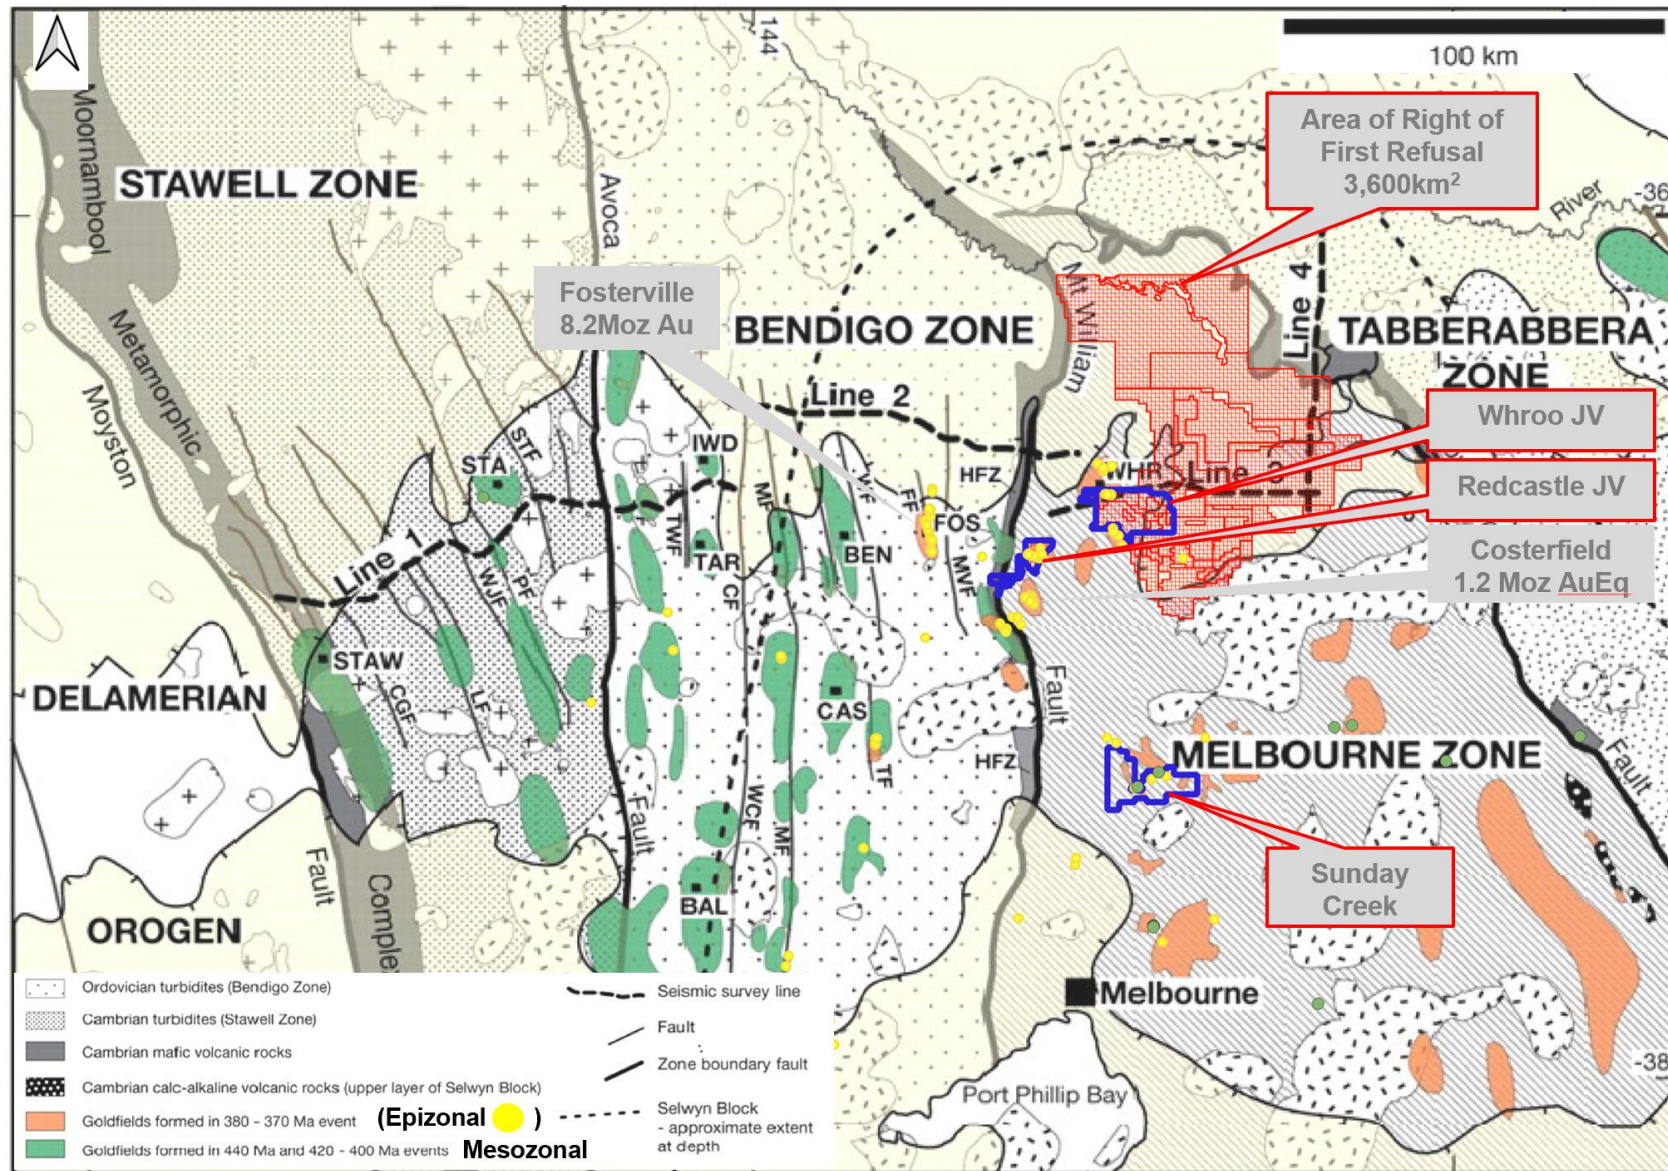 144
100 km
Area of Right of
First Refusal
3,600km²
-36
River
Moornambool
STAWELL ZONE
Avoca
Fosterville
8.2Moz Au
BENDIGO ZONE
Mt William
Line 4
TABBERABBERA
ZONE
Metamorphic
Moyston
Line 2
Whroo JV
STF
STA
IWD
HFZ
WHR
Line 3
Redcastle JV
MF
WF
FF
FOS
Line 1
TWF
TAR
CF
BEN
MVF
Costerfield
1.2 Moz AuEq
WJF
PF
STAW
CGF
LF
DELAMERIAN
CAS
TF
Fault
HFZ
MELBOURNE ZONE
Fault
WCF
MF
Fault
Fault
Complex
BAL
OROGEN
Sunday
Creek
Melbourne
Port Phillip Bay
-38
Ordovician turbidites (Bendigo Zone)
Cambrian turbidites (Stawell Zone)
Cambrian mafic volcanic rocks
Cambrian calc-alkaline volcanic rocks (upper layer of Selwyn Block)
Goldfields formed in 380 - 370 Ma event (Epizonal )
Goldfields formed in 440 Ma and 420 - 400 Ma events Mesozonal
Seismic survey line
Fault
Zone boundary fault
Selwyn Block
- approximate extent
at depth